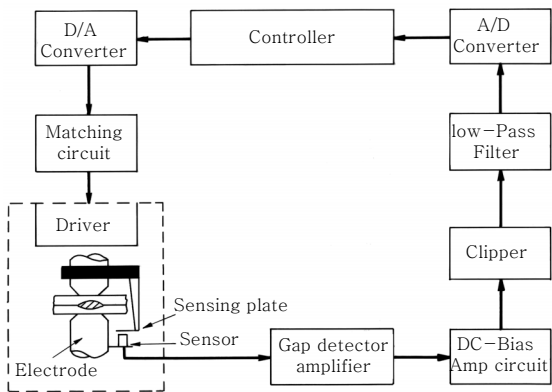 D/A
Converter
Controller
A/D
Converter
Matching
circuit
low-Pass
Filter
Driver
Clipper
Sensing plate
Sensor
Electrode
Gap detector
amplifier
DC-Bias
Amp circuit